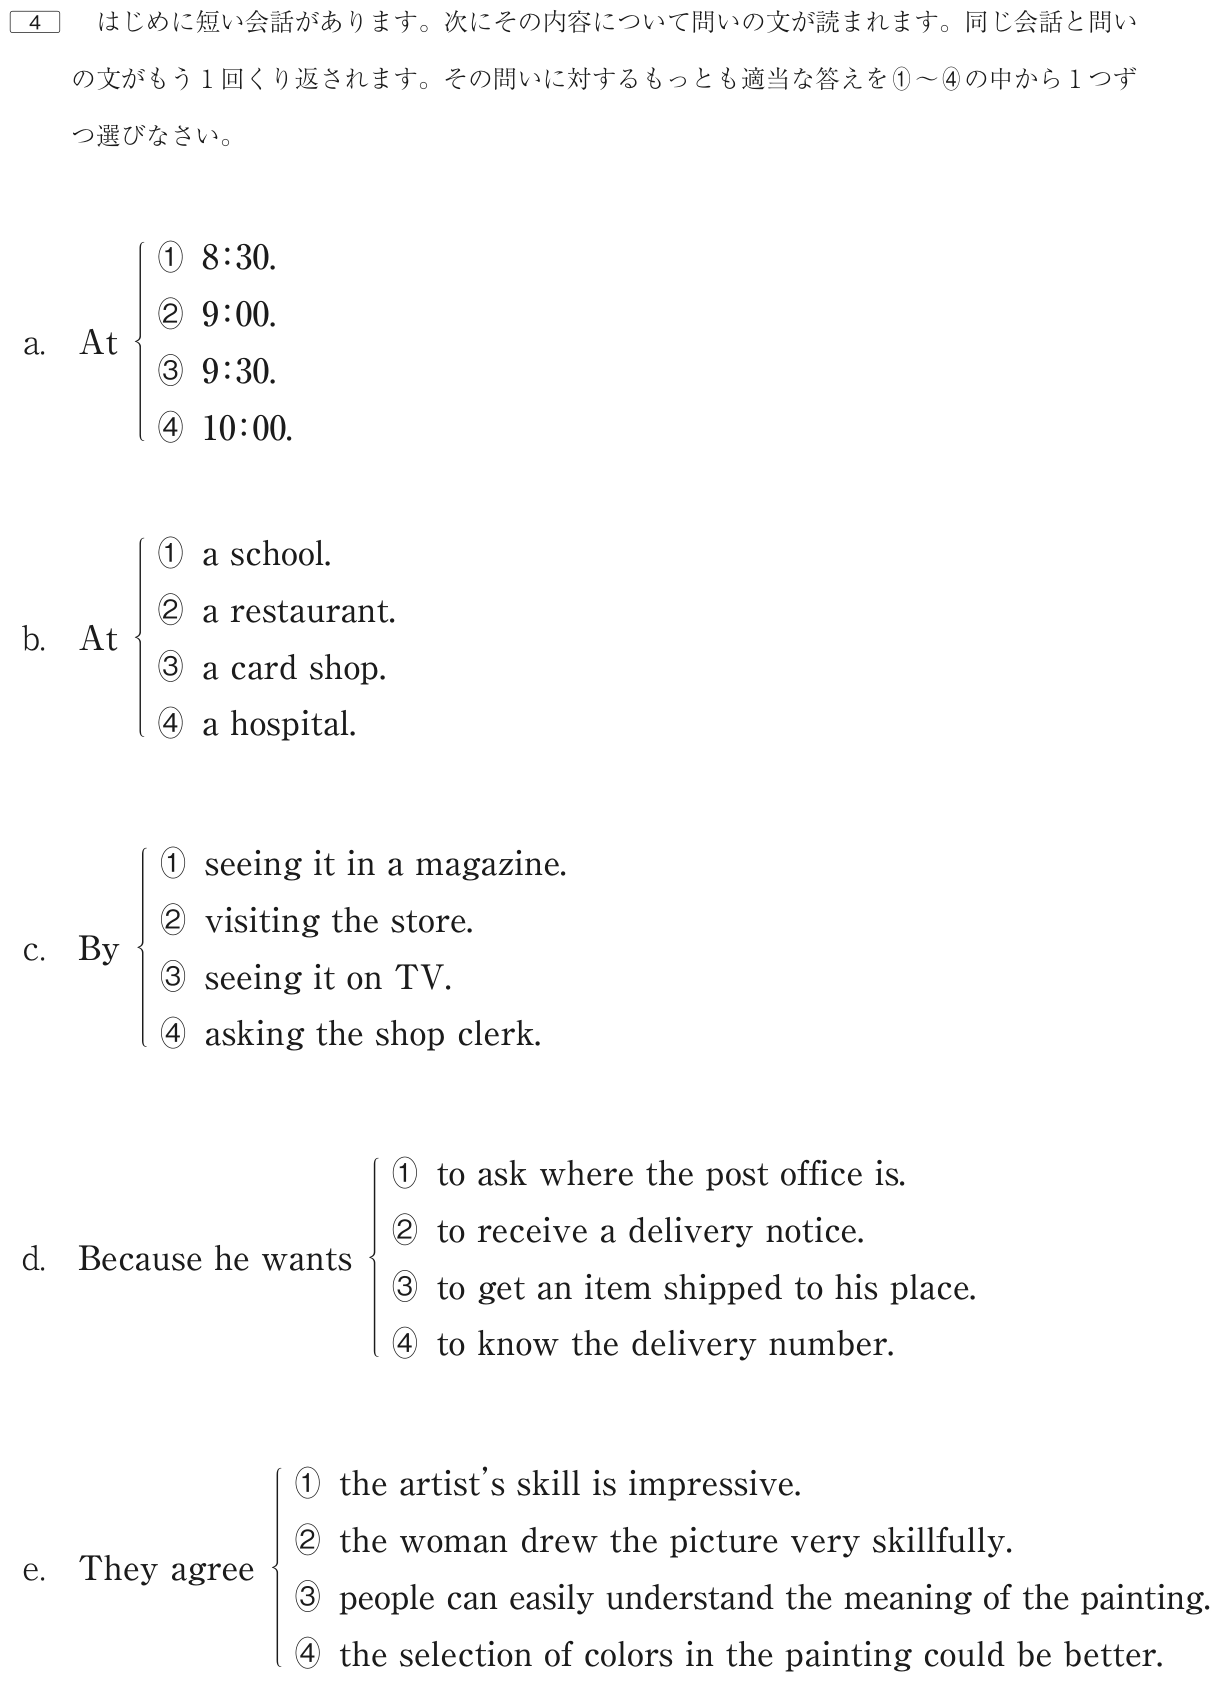 4 はじめに短い会話があります。次にその内容について問いの文が読まれます。同じ会話と問い
の文がもう1回くり返されます。その問いに対するもっとも適当な答えを①~④の中から1つず
つ選びなさい。
a. At
① 8:30.
② 9:00.
③ 9:30.
④ 10:00.
b. At
① a school.
② a restaurant.
③ a card shop.
④ a hospital.
c. By
① seeing it in a magazine.
② visiting the store.
③ seeing it on TV.
④ asking the shop clerk.
d. Because he wants
① to ask where the post office is.
② to receive a delivery notice.
③ to get an item shipped to his place.
④ to know the delivery number.
e. They agree
① the artist's skill is impressive.
② the woman drew the picture very skillfully.
③ people can easily understand the meaning of the painting.
④ the selection of colors in the painting could be better.